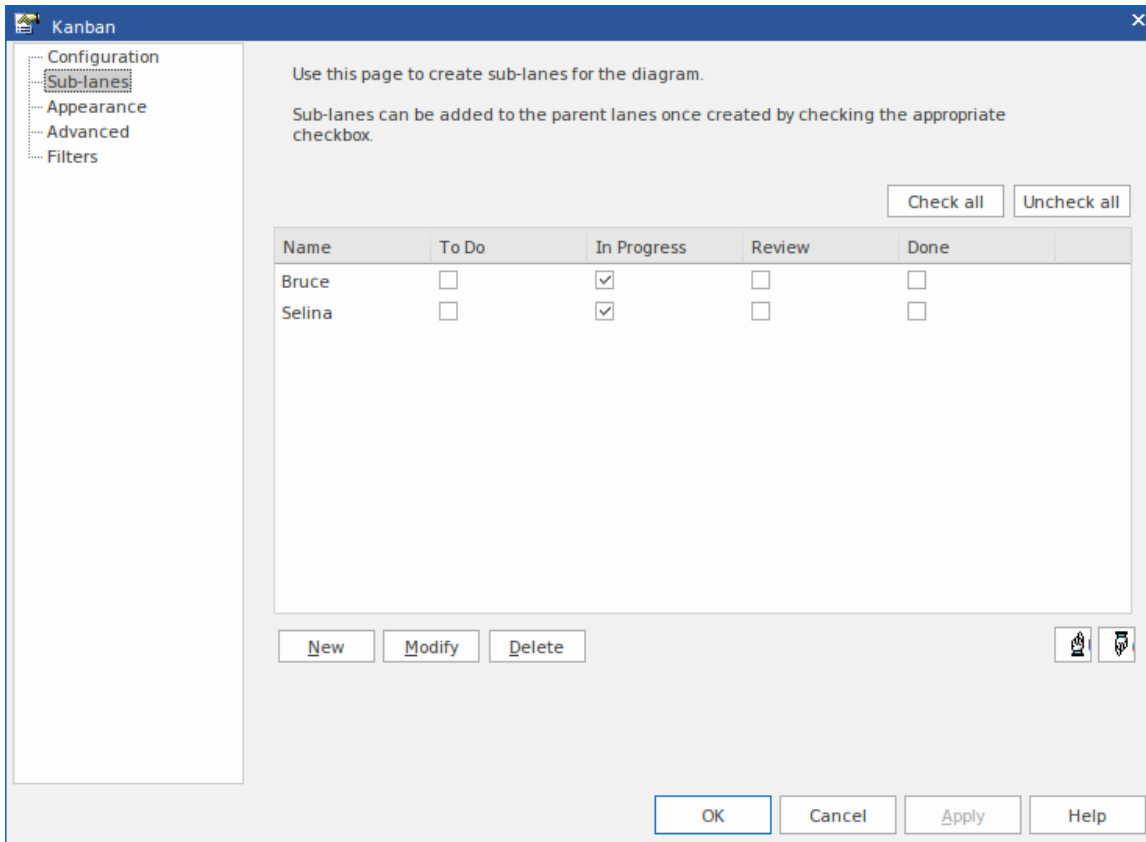 Kanban
Configuration
Sub-lanes
Appearance
Advanced
Filters
Use this page to create sub-lanes for the diagram.
Sub-lanes can be added to the parent lanes once created by checking the appropriate
checkbox.
Check all Uncheck all
Name To Do In Progress Review Done
Bruce
Selina
New Modify Delete
OK Cancel Apply Help